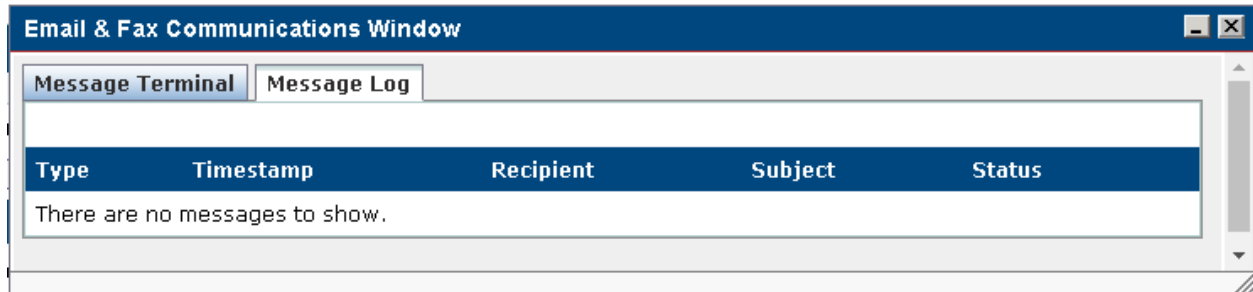 Email & Fax Communications Window
Message Terminal Message Log
Type Timestamp Recipient Subject Status
There are no messages to show.